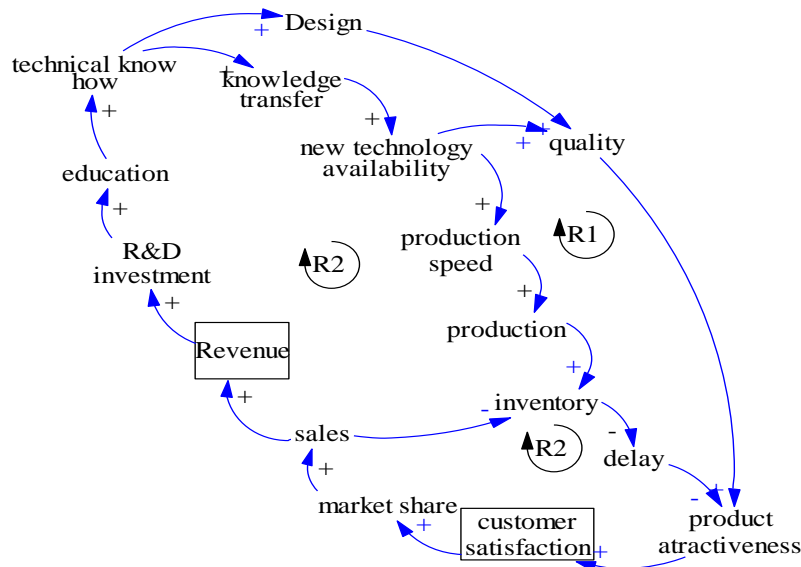 Design
+
technical know
how
+
knowledge
transfer
+
+
new technology
availability
+
+
quality
+
education
+
+
production
speed
R1
R&D
investment
R2
+
+
production
Revenue
+
+
-
inventory
sales
R2
-
delay
+
+
-
market share
+
customer
satisfaction
+
product
atractiveness